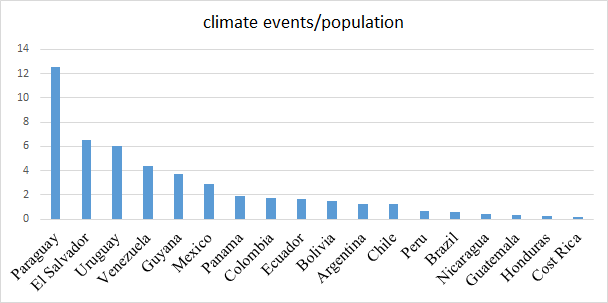 climate events/population
14
12
10
8
6
4
2
0
Paraguay
El Salvador
Uruguay
Venezuela
Guyana
Mexico
Panama
Colombia
Ecuador
Bolivia
Argentina
Chile
Peru
Brazil
Nicaragua
Guatemala
Honduras
Cost Rica